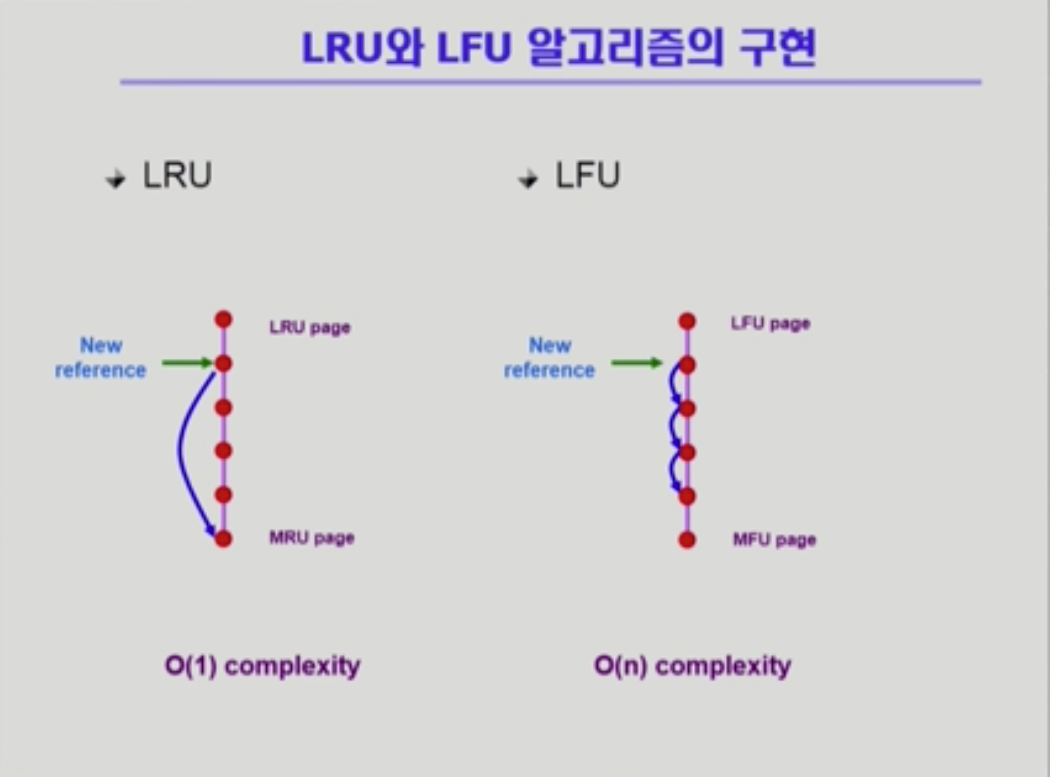 LRU와 LFU 알고리즘의 구현
LRU
New
reference
LRU page
MRU page
O(1) complexity
LFU
New
reference
LFU page
MFU page
O(n) complexity